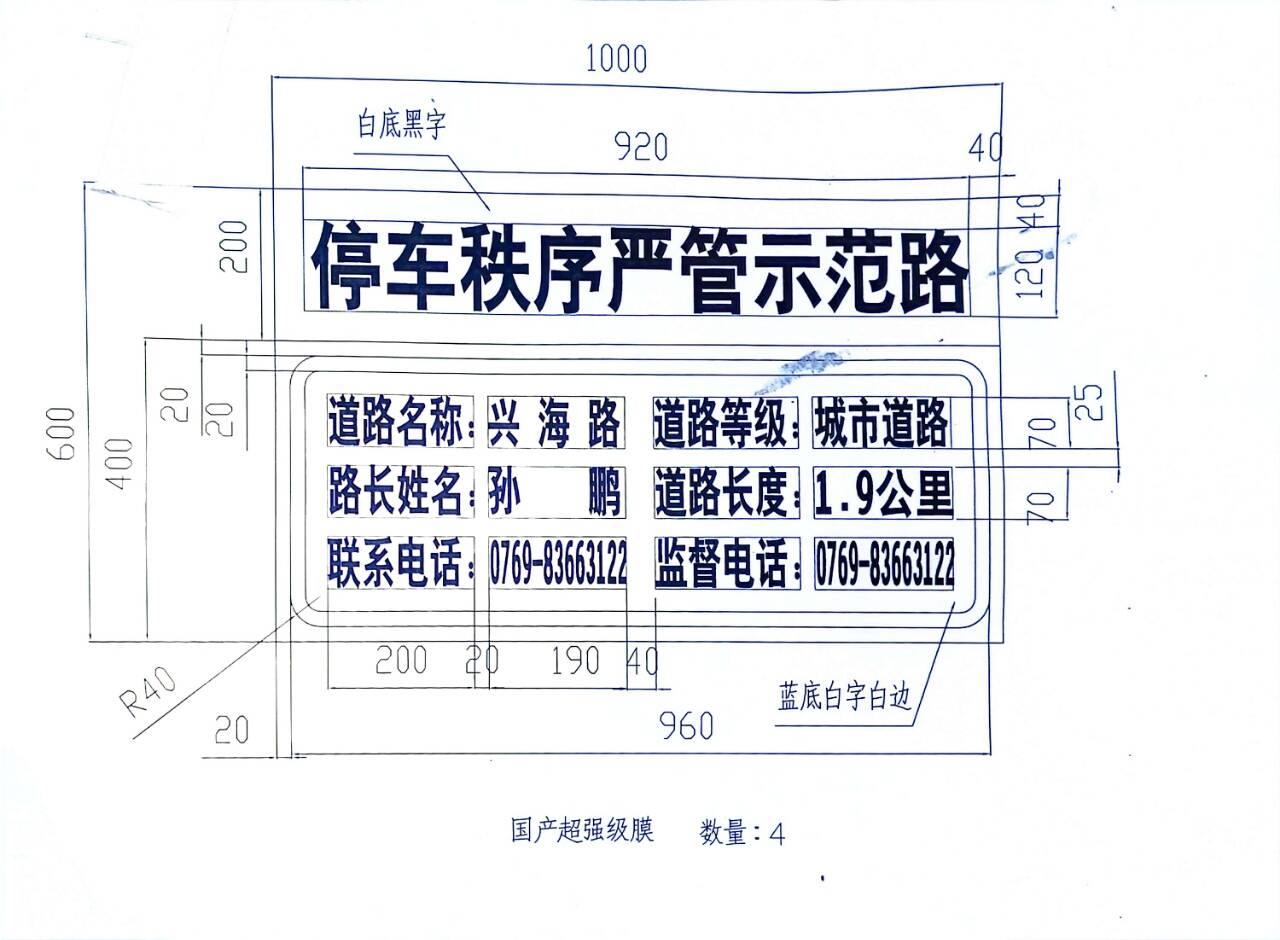 1000
白底黑字
920
40
200
40
120
停车秩序严管示范路
600
400
20
20
道路名称：兴海路 道路等级：城市道路
路长姓名：孙鹏 道路长度：1.9公里
联系电话：0769-83663122 监督电话：0769-83663122
70
25
70
200
20
190
40
R40
20
960
蓝底白字白边
国产超强级膜 数量：4